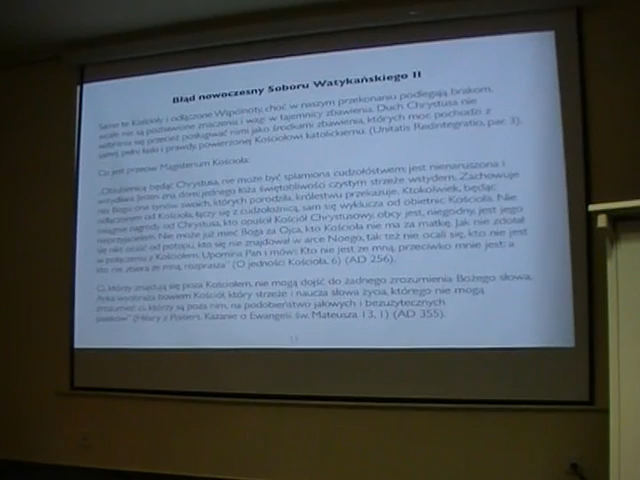 Błąd nowoczesny Soboru Watykańskiego II
Same te Kościoły i odłączone Wspólnoty, choć w naszym przekonaniu podlegają brakom,
wcale nie są pozbawione znaczenia i wagi w tajemnicy zbawienia. Duch Chrystusa nie
wzbrania się przecież posługiwać nimi jako środkami zbawienia, których moc pochodzi z
samej pełni łaski i prawdy, powierzonej Kościołowi katolickiemu. (Unitatis Redintegratio, par. 3).
Co jest przeciw Magisterium Kościoła:
„Oblubienicą będąc Chrystusa, nie może być splamiona cudzołóstwem, jest nienaruszona i
wstydliwa. Jeden zna dom, jednego łoża świętobliwości czystym strzeże wstydem. Zachowuje
nas Bogu, ona synów swoich, których porodziła, królestwu przekazuje. Ktokolwiek, będąc
odłączonym od Kościoła, łączy się z cudzołożnicą, sam się wyklucza od obietnic Kościoła. Nie
osiągnie nagrody od Chrystusa, kto opuścił Kościół Chrystusowy, obcy jest, niegodny, jest jego
nieprzyjacielem. Nie może już mieć Boga za Ojca, kto Kościoła nie ma za matkę. Jak nie zdołał
się nikt ocalić od potopu, kto się nie znajdował w arce Noego, tak też nie ocali się, kto nie jest
w połączeniu z Kościołem. Upomina Pan i mówi: Kto nie jest ze mną, przeciwko mnie jest; a
kto nie zbiera ze mną, rozprasza" (O jedności Kościoła, 6) (AD 256).
Ci, którzy znajdują się poza Kościołem, nie mogą dojść do żadnego zrozumienia Bożego słowa.
Arka wyobraża bowiem Kościół, który strzeże i naucza słowa życia, którego nie mogą
zrozumieć ci, którzy są poza nim, na podobieństwo jałowych i bezużytecznych
piasków" (Hilary z Poitiers, Kazanie o Ewangelii św. Mateusza, 13, 1) (AD 355).